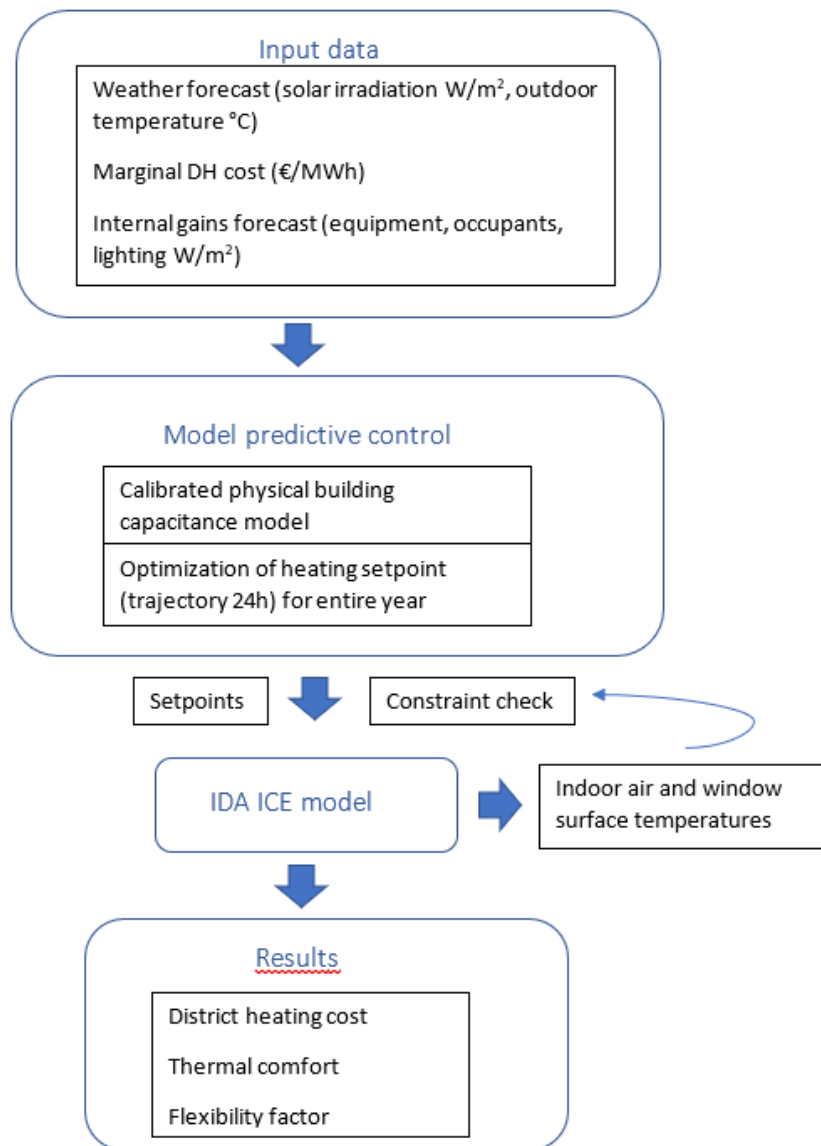 Input data
Weather forecast (solar irradiation W/m², outdoor
temperature °C)
Marginal DH cost (€/MWh)
Internal gains forecast (equipment, occupants,
lighting W/m²)
Model predictive control
Calibrated physical building
capacitance model
Optimization of heating setpoint
(trajectory 24h) for entire year
Setpoints
Constraint check
IDA ICE model
Indoor air and window
surface temperatures
Results
District heating cost
Thermal comfort
Flexibility factor